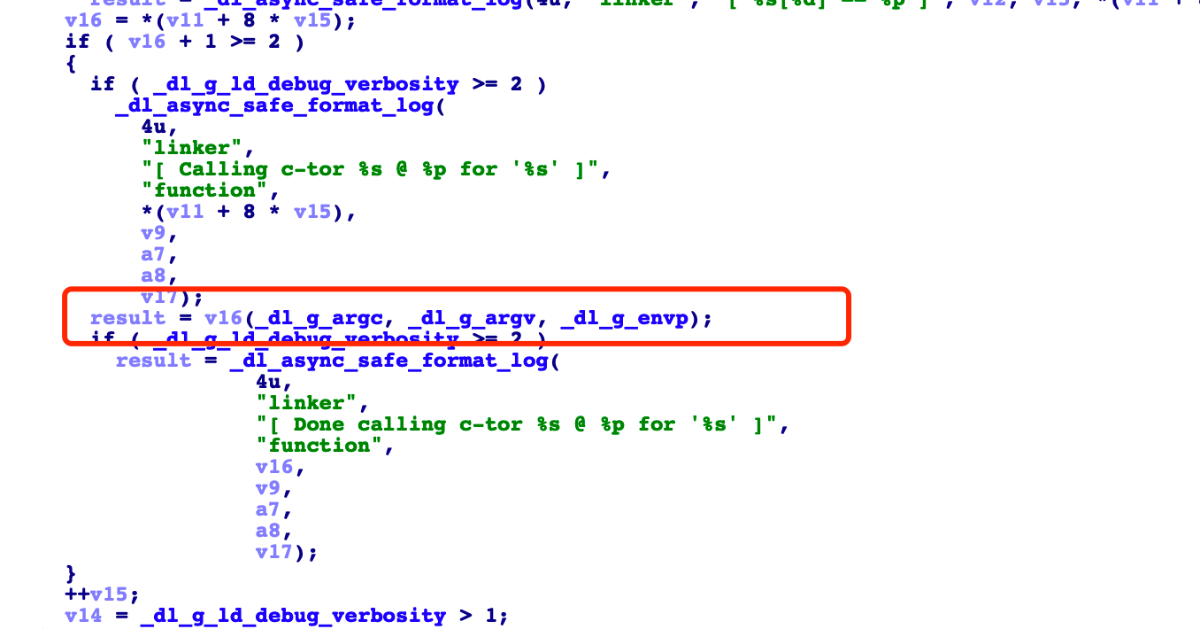 result = _dl_async_safe_format_log(4u, "linker", "[ %s[%d] == %p ]", v12, v15, *(v11 +
v16 = *(v11 + 8 * v15);
if ( v16 + 1 >= 2 )
{
if ( _dl_g_ld_debug_verbosity >= 2 )
_dl_async_safe_format_log(
4u,
"linker",
"[ Calling c-tor %s @ %p for '%s' ]",
"function",
*(v11 + 8 * v15),
v9,
a7,
a8,
v17);
result = v16(_dl_g_argc, _dl_g_argv, _dl_g_envp);
if ( _dl_g_ld_debug_verbosity >= 2 )
result = _dl_async_safe_format_log(
4u,
"linker",
"[ Done calling c-tor %s @ %p for '%s' ]",
"function",
v16,
v9,
a7,
a8,
v17);
}
++v15;
v14 = _dl_g_ld_debug_verbosity > 1;